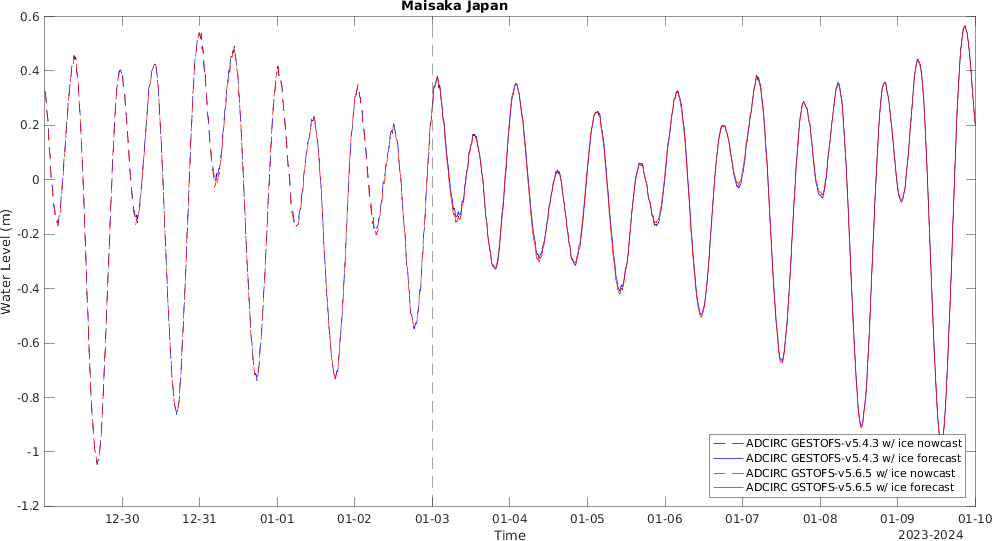 Maisaka Japan
0.6
0.4
0.2
0
-0.2
-0.4
-0.6
-0.8
-1
-1.2
Water Level (m)
ADCIRC GESTOFS-v5.4.3 w/ ice nowcast
ADCIRC GESTOFS-v5.4.3 w/ ice forecast
ADCIRC GSTOFS-v5.6.5 w/ ice nowcast
ADCIRC GSTOFS-v5.6.5 w/ ice forecast
12-30 12-31 01-01 01-02 01-03 01-04 01-05 01-06 01-07 01-08 01-09 01-10
Time
2023-2024